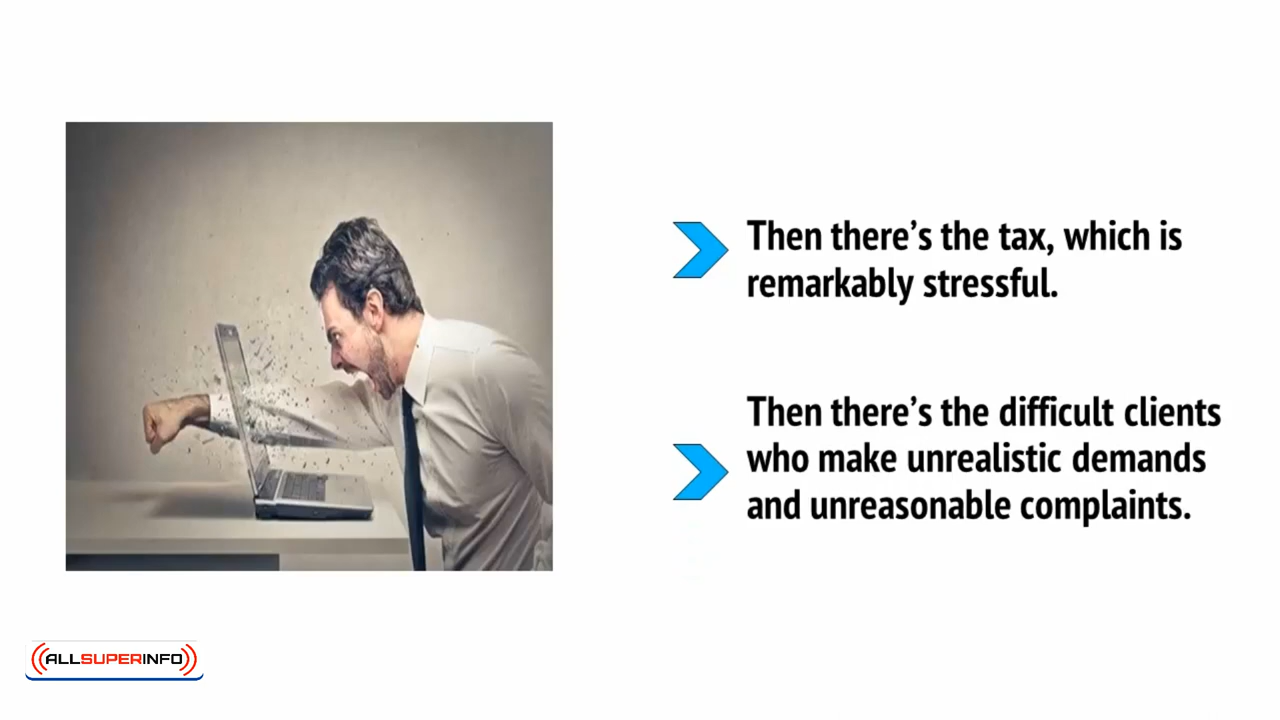 Then there's the tax, which is
remarkably stressful.
Then there's the difficult clients
who make unrealistic demands
and unreasonable complaints.
ALLSUPERINFO